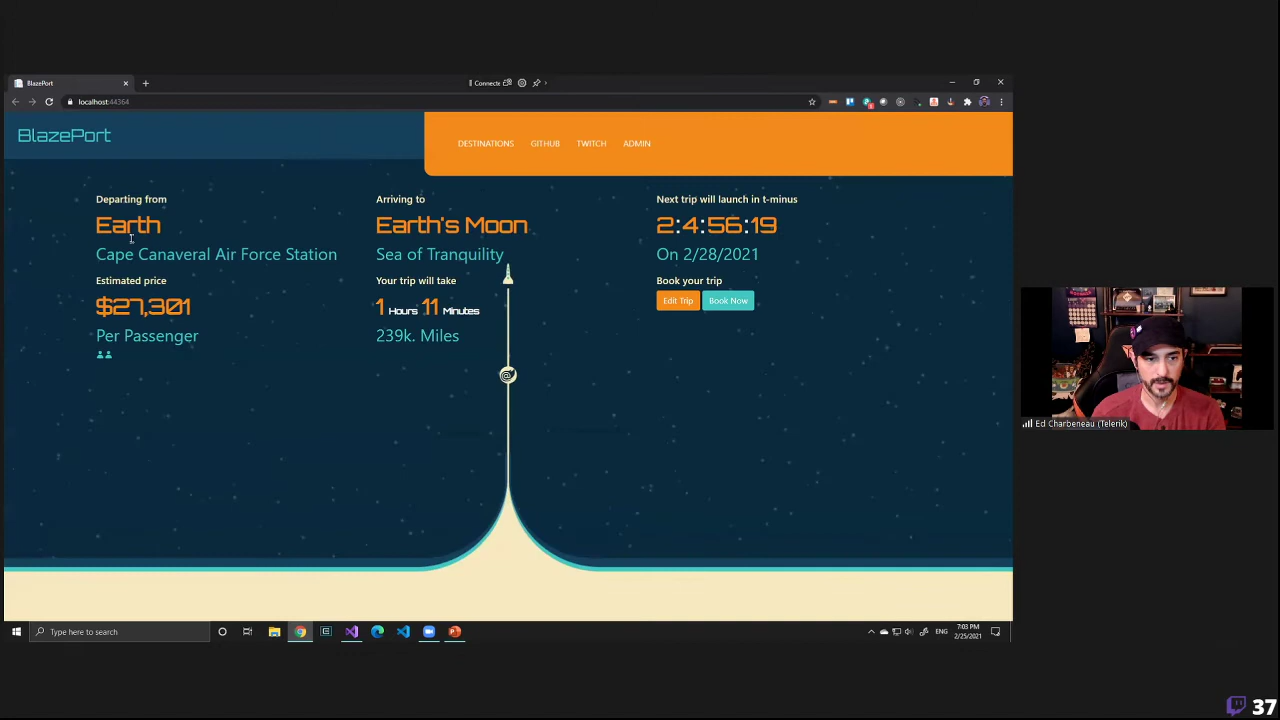 BlazePort
Connecte
localhost:44364
BlazePort
DESTINATIONS
GITHUB
TWITCH
ADMIN
Departing from
Earth
Cape Canaveral Air Force Station
Estimated price
$27,301
Per Passenger
Arriving to
Earth's Moon
Sea of Tranquility
Your trip will take
1 Hours 11 Minutes
239k. Miles
Next trip will launch in t-minus
2:4:56:19
On 2/28/2021
Book your trip
Edit Trip
Book Now
Ed Charbeneau (Telerik)
Type here to search
ENG
7:03 PM
2/25/2021
37